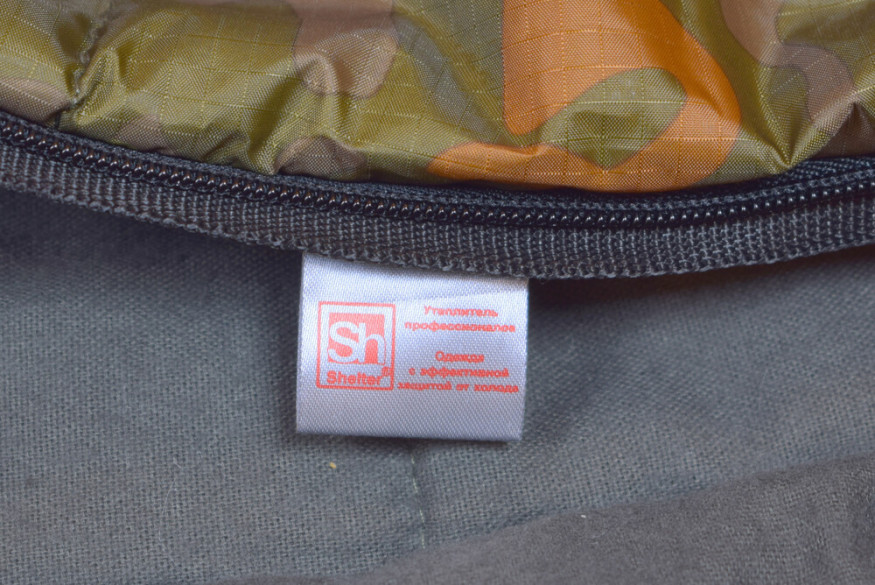 Sh
Shelter®
Утеплитель
профессионалов
Одежда
с эффективной
защитой от холода